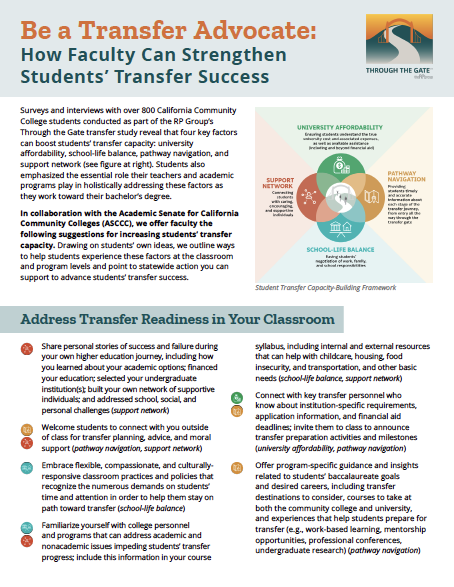 Be a Transfer Advocate:
How Faculty Can Strengthen
Students' Transfer Success
THROUGH THE GATE
Surveys and interviews with over 800 California Community
College students conducted as part of the RP Group's
Through the Gate transfer study reveal that four key factors
can boost students' transfer capacity: university
affordability, school-life balance, pathway navigation, and
support network (see figure at right). Students also
emphasized the essential role their teachers and academic
programs play in holistically addressing these factors as
they work toward their bachelor's degree.
In collaboration with the Academic Senate for California
Community Colleges (ASCCC), we offer faculty the
following suggestions for increasing students' transfer
capacity. Drawing on students' own ideas, we outline ways
to help students experience these factors at the classroom
and program levels and point to statewide action you can
support to advance students' transfer success.
UNIVERSITY AFFORDABILITY
Ensuring students understand the true
university cost and associated expenses,
as well as available assistance
(including and beyond financial aid)
SUPPORT
NETWORK
Connecting
students with
caring,
encouraging,
and supportive
individuals
PATHWAY
NAVIGATION
Providing
students timely
and accurate
information about
each stage of the
transfer journey,
from entry all
the way through the
transfer gate
SCHOOL-LIFE BALANCE
Easing students'
negotiation of work, family,
and school responsibilities
Student Transfer Capacity-Building Framework
Address Transfer Readiness in Your Classroom
Share personal stories of success and failure during
your own higher education journey, including how
you learned about your academic options; financed
your education; selected your undergraduate
institution(s); built your own network of supportive
individuals; and addressed school, social, and
personal challenges (support network)
Welcome students to connect with you outside
of class for transfer planning, advice, and moral
support (pathway navigation, support network)
Embrace flexible, compassionate, and culturally-
responsive classroom practices and policies that
recognize the numerous demands on students'
time and attention in order to help them stay on
path toward transfer (school-life balance)
Familiarize yourself with college personnel
and programs that can address academic and
nonacademic issues impeding students' transfer
progress; include this information in your course
syllabus, including internal and external resources
that can help with childcare, housing, food
insecurity, and transportation, and other basic
needs (school-life balance, support network)
Connect with key transfer personnel who
know about institution-specific requirements,
application information, and financial aid
deadlines; invite them to class to announce
transfer preparation activities and milestones
(university affordability, pathway navigation)
Offer program-specific guidance and insights
related to students' baccalaureate goals
and desired careers, including transfer
destinations to consider, courses to take at
both the community college and university,
and experiences that help students prepare for
transfer (e.g., work-based learning, mentorship
opportunities, professional conferences,
undergraduate research) (pathway navigation)